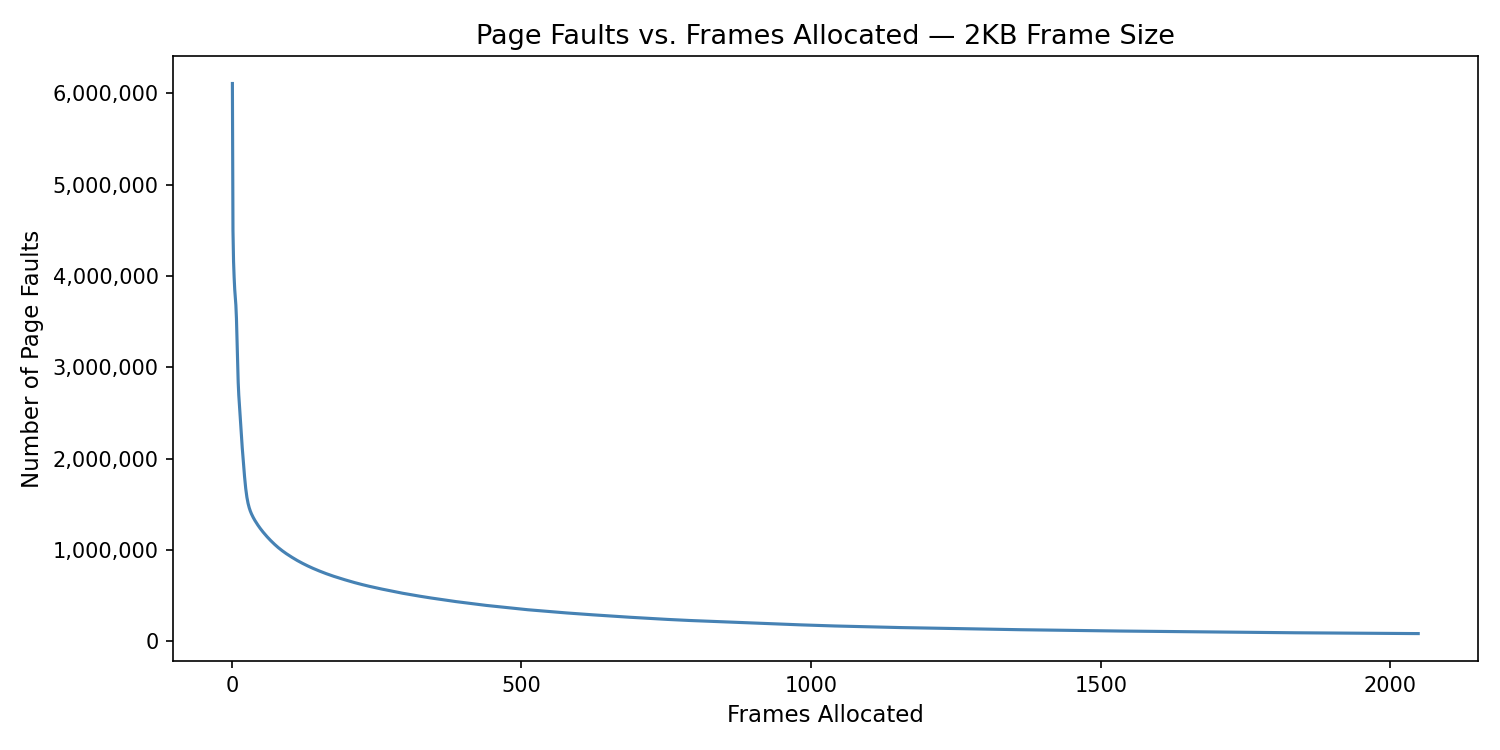 Page Faults vs. Frames Allocated — 2KB Frame Size
Number of Page Faults
6,000,000
5,000,000
4,000,000
3,000,000
2,000,000
1,000,000
0
0 500 1000 1500 2000
Frames Allocated